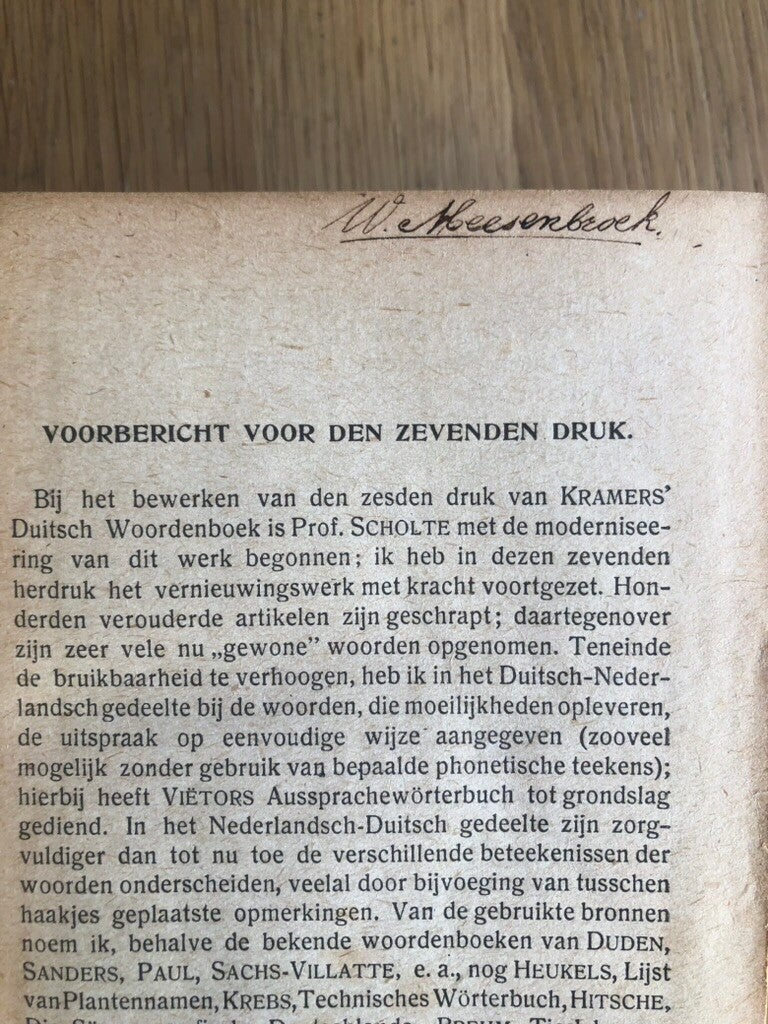 W. Meesenbroek.
VOORBERICHT VOOR DEN ZEVENDEN DRUK.
Bij het bewerken van den zesden druk van KRAMERS'
Duitsch Woordenboek is Prof. SCHOLTE met de modernisee-
ring van dit werk begonnen; ik heb in dezen zevenden
herdruk het vernieuwingswerk met kracht voortgezet. Hon-
derden verouderde artikelen zijn geschrapt; daartegenover
zijn zeer vele nu „gewone” woorden opgenomen. Teneinde
de bruikbaarheid te verhoogen, heb ik in het Duitsch-Neder-
landsch gedeelte bij de woorden, die moeilijkheden opleveren,
de uitspraak op eenvoudige wijze aangegeven (zooveel
mogelijk zonder gebruik van bepaalde phonetische teekens);
hierbij heeft VIËTORS Aussprachewörterbuch tot grondslag
gediend. In het Nederlandsch-Duitsch gedeelte zijn zorg-
vuldiger dan tot nu toe de verschillende beteekenissen der
woorden onderscheiden, veelal door bijvoeging van tusschen
haakjes geplaatste opmerkingen. Van de gebruikte bronnen
noem ik, behalve de bekende woordenboeken van DUDEN,
SANDERS, PAUL, SACHS-VILLATTE, e. a., nog HEUKELS, Lijst
van Plantennamen, KREBS, Technisches Wörterbuch, HITSCHE,